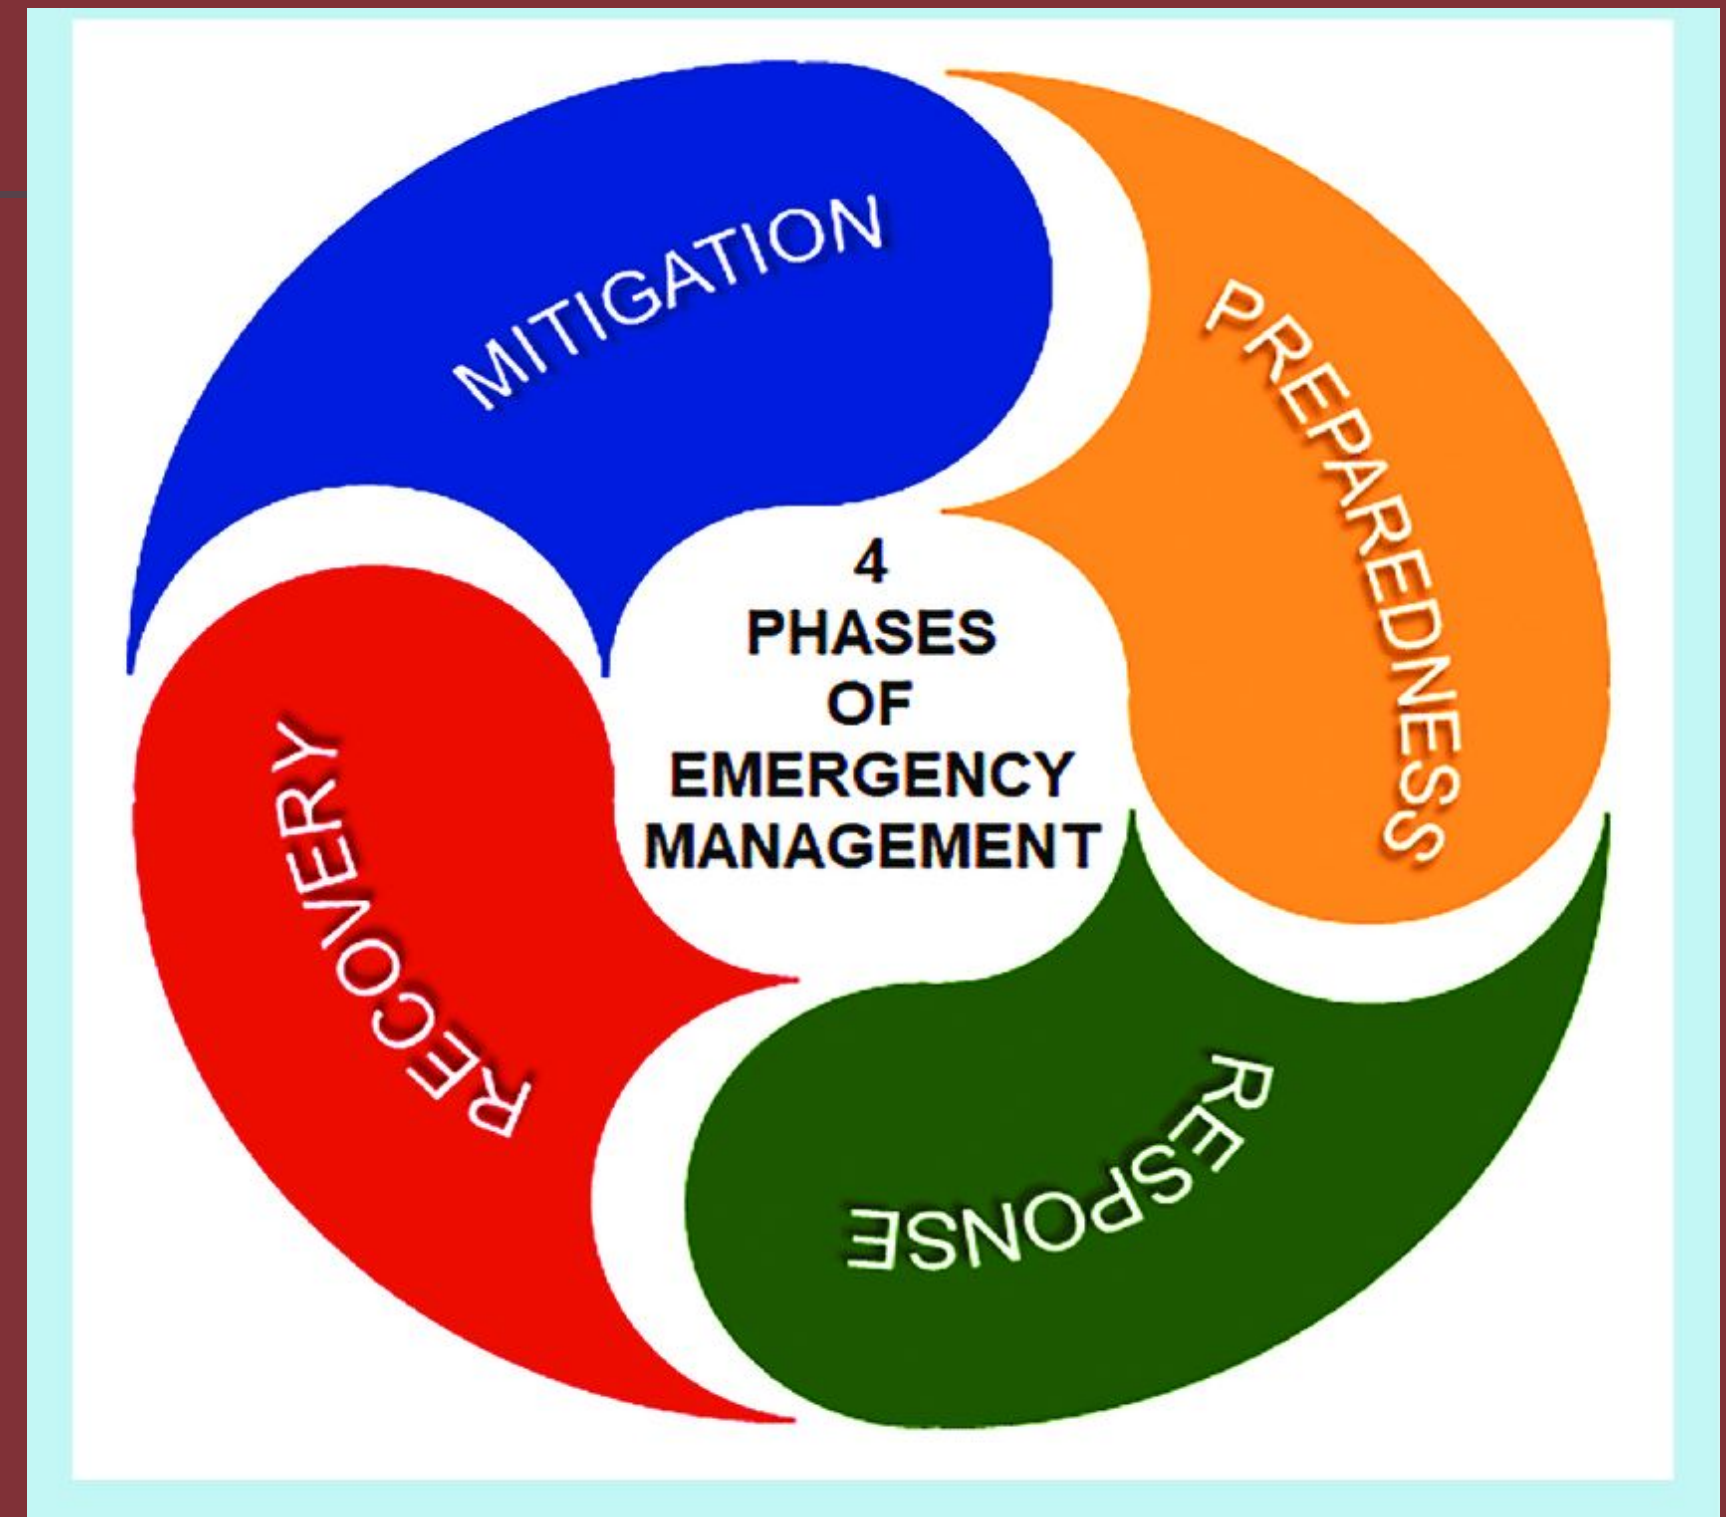 MITIGATION
PREPAREDNESS
4
PHASES
OF
EMERGENCY
MANAGEMENT
RECOVERY
RESPONSE